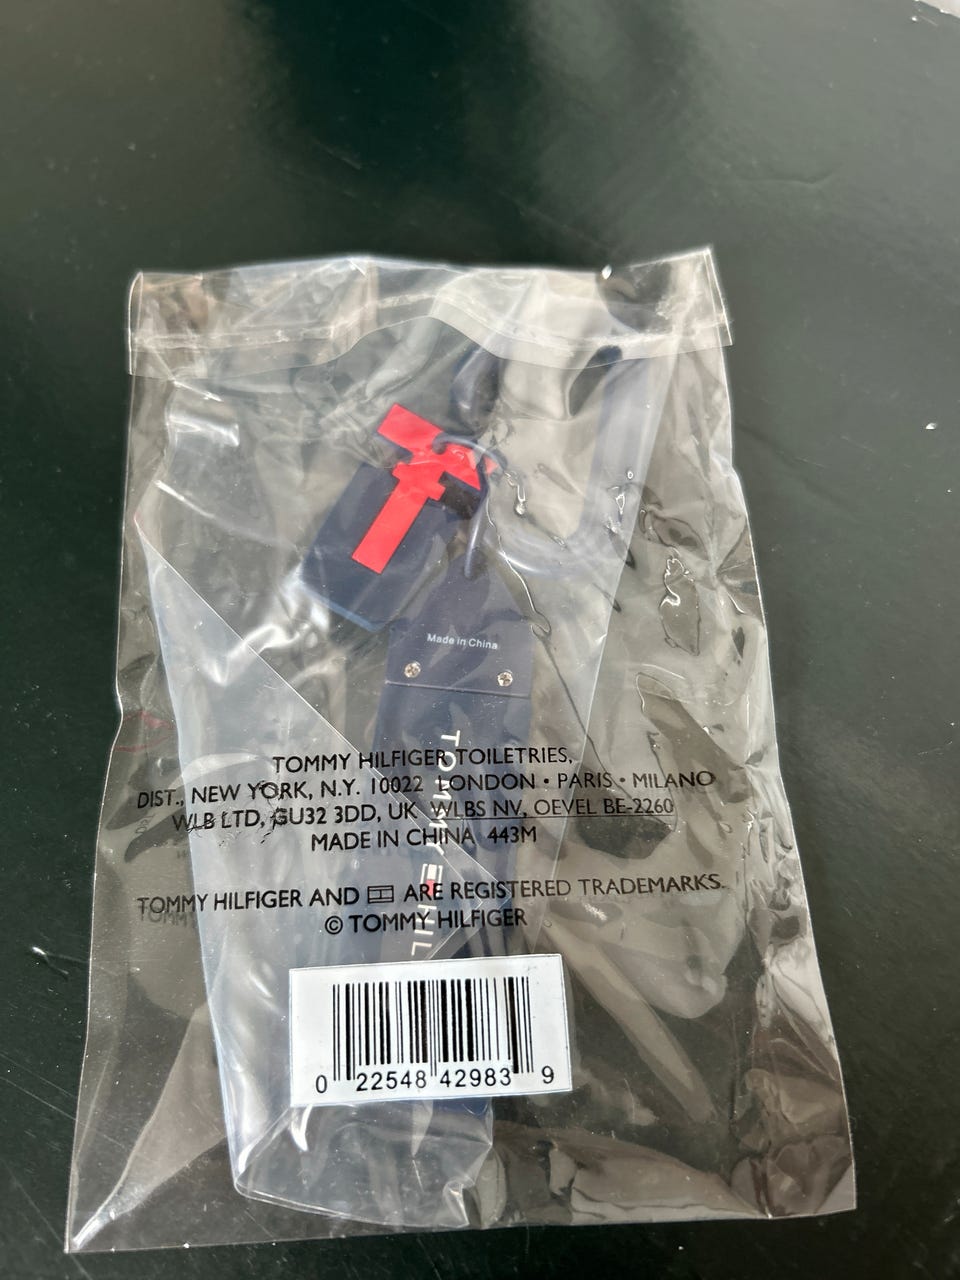 Made in China
TOMMY HIL
TOMMY HILFIGER TOILETRIES,
DIST., NEW YORK, N.Y. 10022 LONDON • PARIS • MILANO
WLB LTD, GU32 3DD, UK WLBS NV, OEVEL BE-2260
MADE IN CHINA 443M
TOMMY HILFIGER AND ARE REGISTERED TRADEMARKS.
© TOMMY HILFIGER
0 22548 42983 9